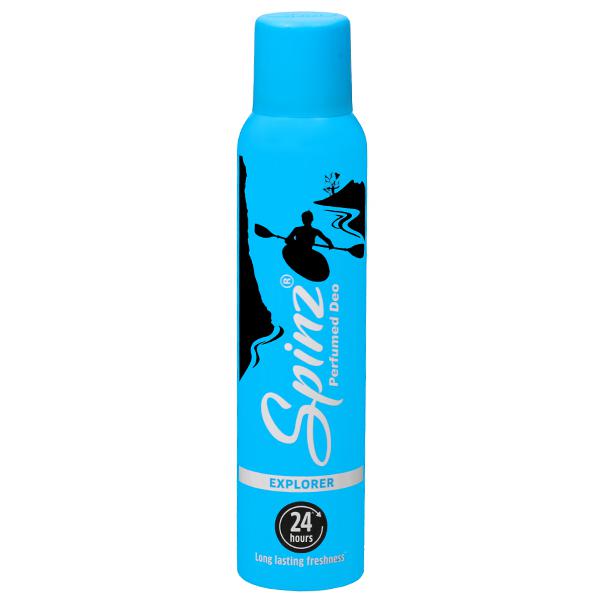 Spinz®
Perfumed Deo
EXPLORER
24
hours
Long lasting freshness